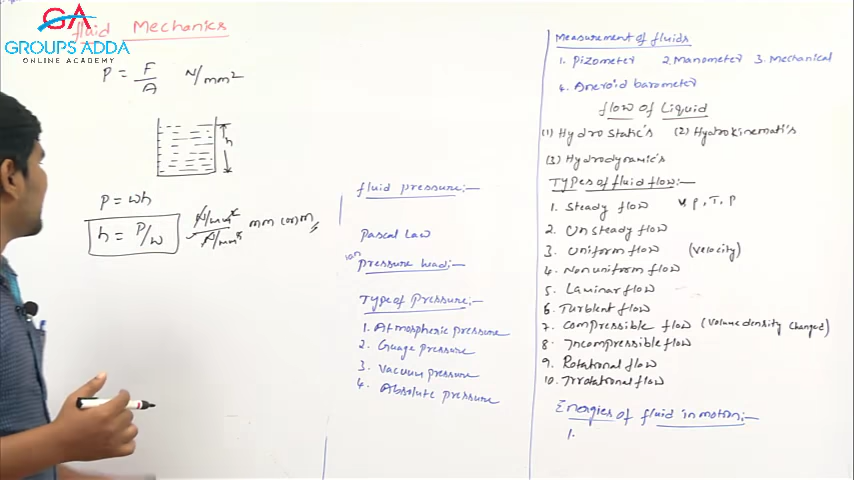 GA
GROUPS ADDA
ONLINE ACADEMY
fluid Mechanics
P = F/A N/mm2
h
P = wh
h = P/w
mm (or) m
fluid pressure:-
Pascal Law
pressure head:-
Type of pressure:-
1. Atmospheric pressure
2. Guage pressure
3. Vacuum pressure
4. Absolute pressure
Measurement of fluids
1. Pizometer 2. Manometer 3. Mechanical
4. Aneroid barometer
flow of Liquid
(1) Hydrostatic's (2) Hydrokinemati's
(3) Hydrodynamic's
Types of fluid flow:-
1. Steady flow P, T, P
2. Unsteady flow
3. Uniform flow (velocity)
4. Nonuniform flow
5. Laminar flow
6. Turblent flow
7. Compressible flow (Volume density changed)
8. Incompressible flow
9. Rotational flow
10. Irrotational flow
Energies of fluid in motion:-
1.